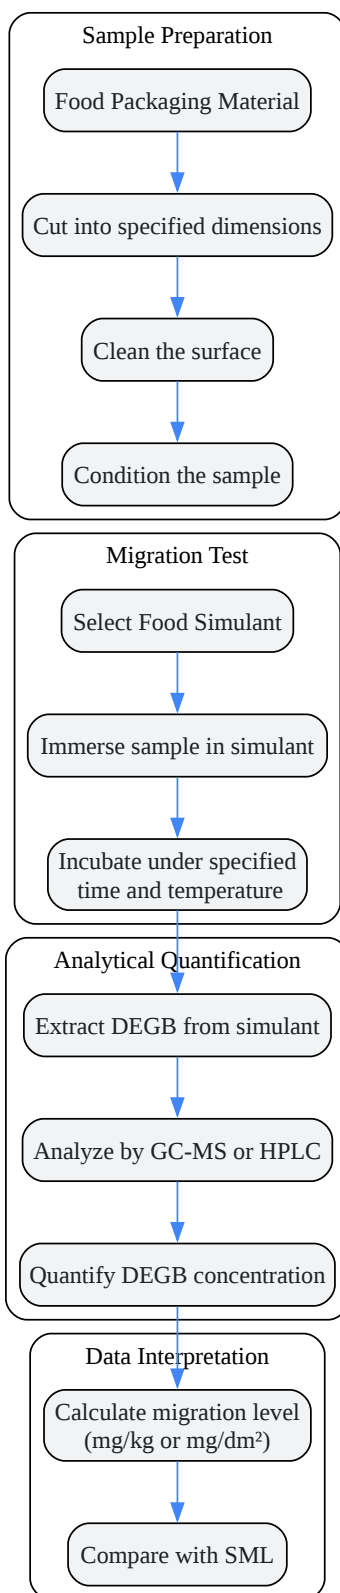 Sample Preparation
Food Packaging Material
Cut into specified dimensions
Clean the surface
Condition the sample
Migration Test
Select Food Simulant
Immerse sample in simulant
Incubate under specified
time and temperature
Analytical Quantification
Extract DEGB from simulant
Analyze by GC-MS or HPLC
Quantify DEGB concentration
Data Interpretation
Calculate migration level
(mg/kg or mg/dm²)
Compare with SML